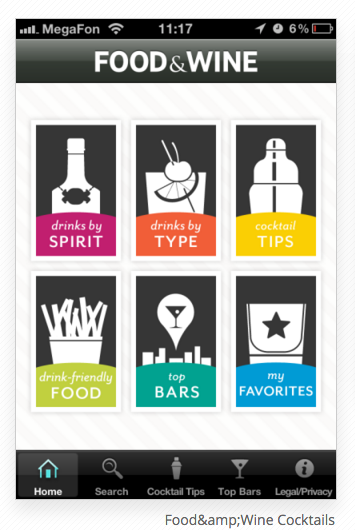 MegaFon 11:17 6%
FOOD&WINE
drinks by
SPIRIT
drinks by
TYPE
cocktail
TIPS
drink-friendly
FOOD
top
BARS
my
FAVORITES
Home Search Cocktail Tips Top Bars Legal/Privacy
Food&amp;Wine Cocktails